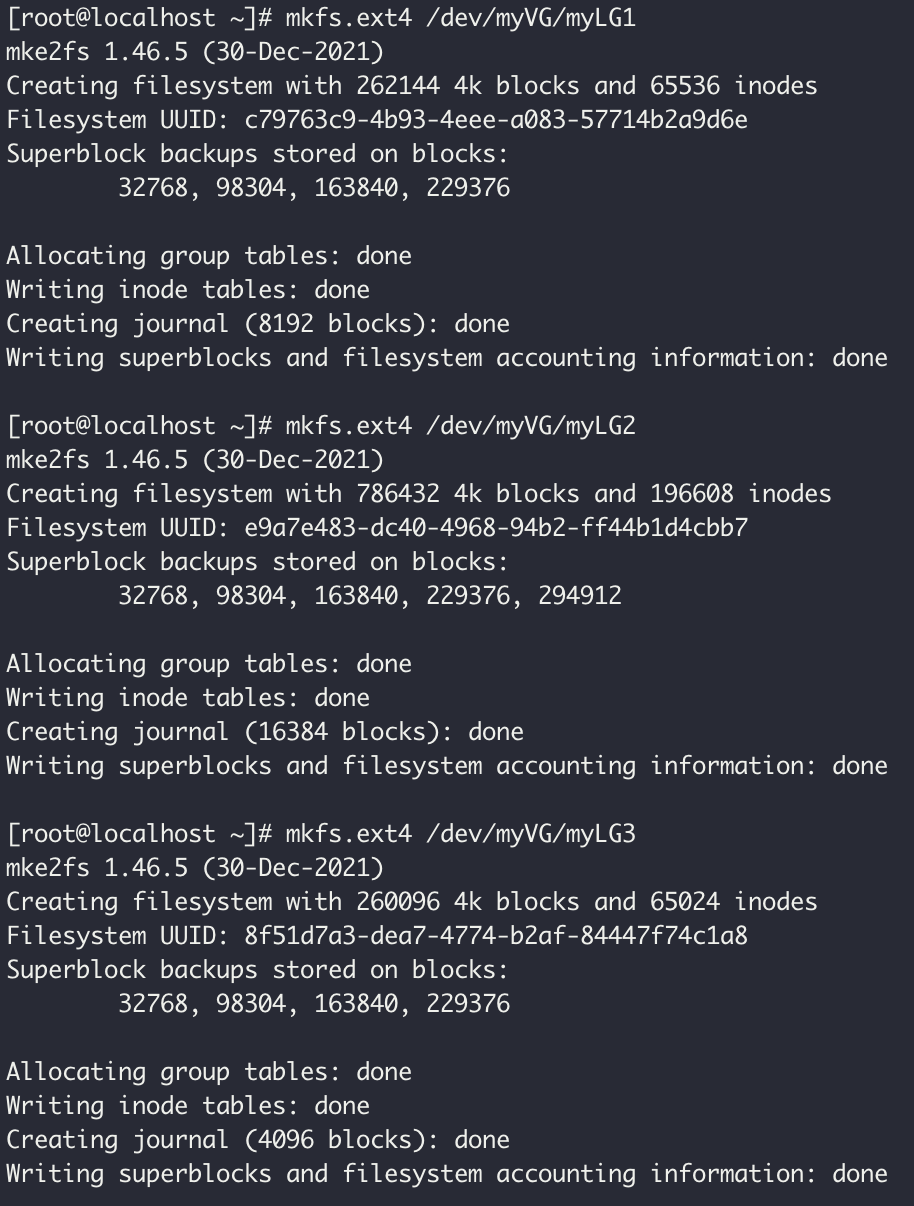 [root@localhost ~]# mkfs.ext4 /dev/myVG/myLG1
mke2fs 1.46.5 (30-Dec-2021)
Creating filesystem with 262144 4k blocks and 65536 inodes
Filesystem UUID: c79763c9-4b93-4eee-a083-57714b2a9d6e
Superblock backups stored on blocks:
        32768, 98304, 163840, 229376

Allocating group tables: done
Writing inode tables: done
Creating journal (8192 blocks): done
Writing superblocks and filesystem accounting information: done

[root@localhost ~]# mkfs.ext4 /dev/myVG/myLG2
mke2fs 1.46.5 (30-Dec-2021)
Creating filesystem with 786432 4k blocks and 196608 inodes
Filesystem UUID: e9a7e483-dc40-4968-94b2-ff44b1d4cbb7
Superblock backups stored on blocks:
        32768, 98304, 163840, 229376, 294912

Allocating group tables: done
Writing inode tables: done
Creating journal (16384 blocks): done
Writing superblocks and filesystem accounting information: done

[root@localhost ~]# mkfs.ext4 /dev/myVG/myLG3
mke2fs 1.46.5 (30-Dec-2021)
Creating filesystem with 260096 4k blocks and 65024 inodes
Filesystem UUID: 8f51d7a3-dea7-4774-b2af-84447f74c1a8
Superblock backups stored on blocks:
        32768, 98304, 163840, 229376

Allocating group tables: done
Writing inode tables: done
Creating journal (4096 blocks): done
Writing superblocks and filesystem accounting information: done